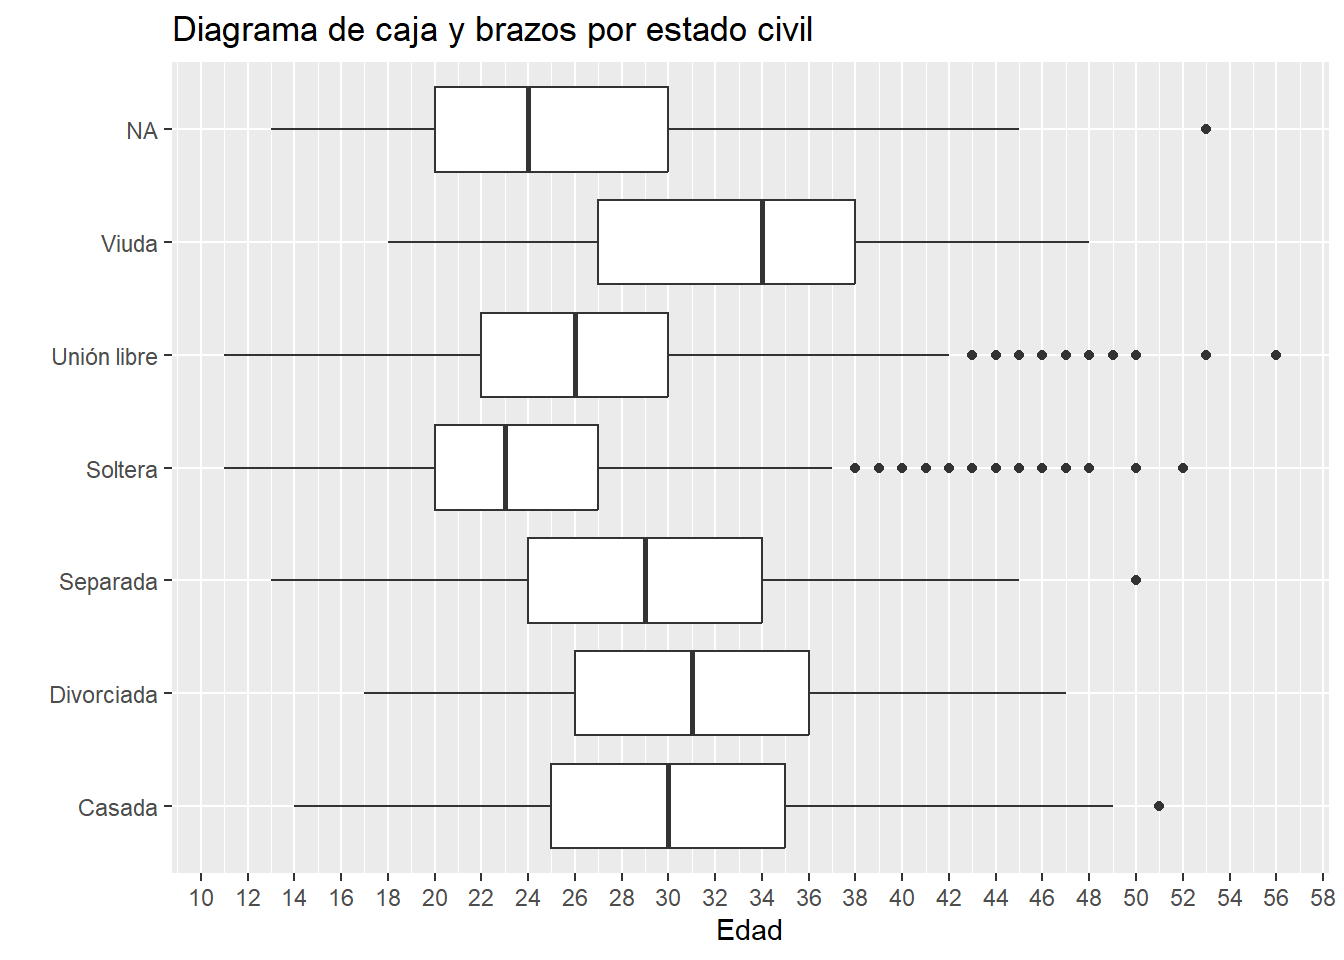 Diagrama de caja y brazos por estado civil
NA
Viuda
Unión libre
Soltera
Separada
Divorciada
Casada
10 12 14 16 18 20 22 24 26 28 30 32 34 36 38 40 42 44 46 48 50 52 54 56 58
Edad